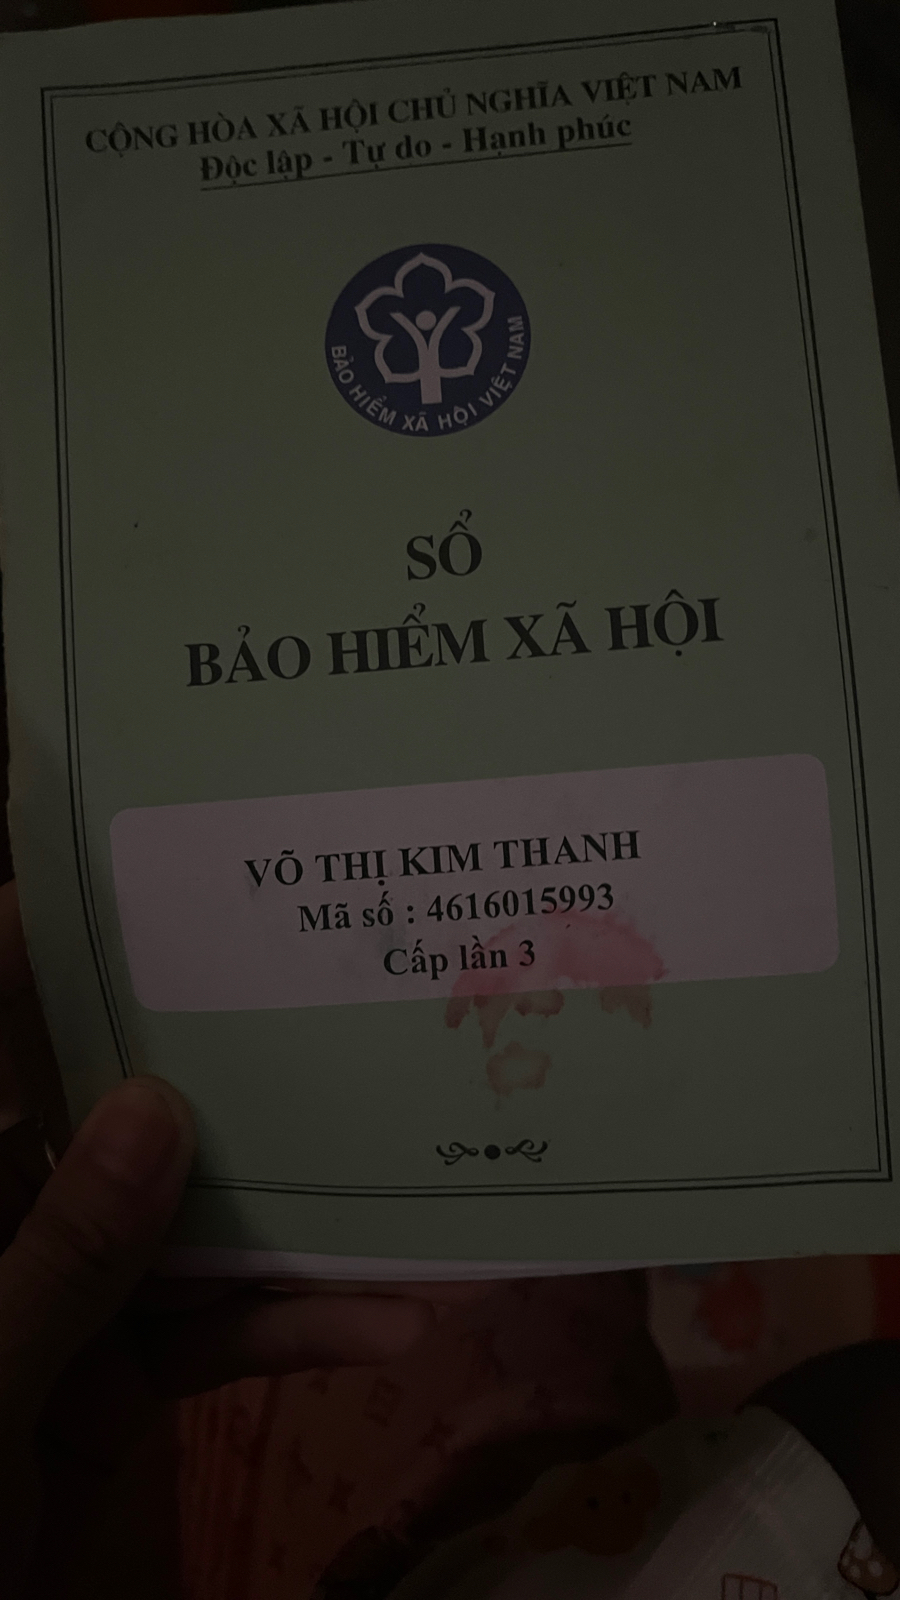 CỘNG HÒA XÃ HỘI CHỦ NGHĨA VIỆT NAM
Độc lập - Tự do - Hạnh phúc
BẢO HIỂM XÃ HỘI VIỆT NAM
SỔ
BẢO HIỂM XÃ HỘI
VÕ THỊ KIM THANH
Mã số : 4616015993
Cấp lần 3